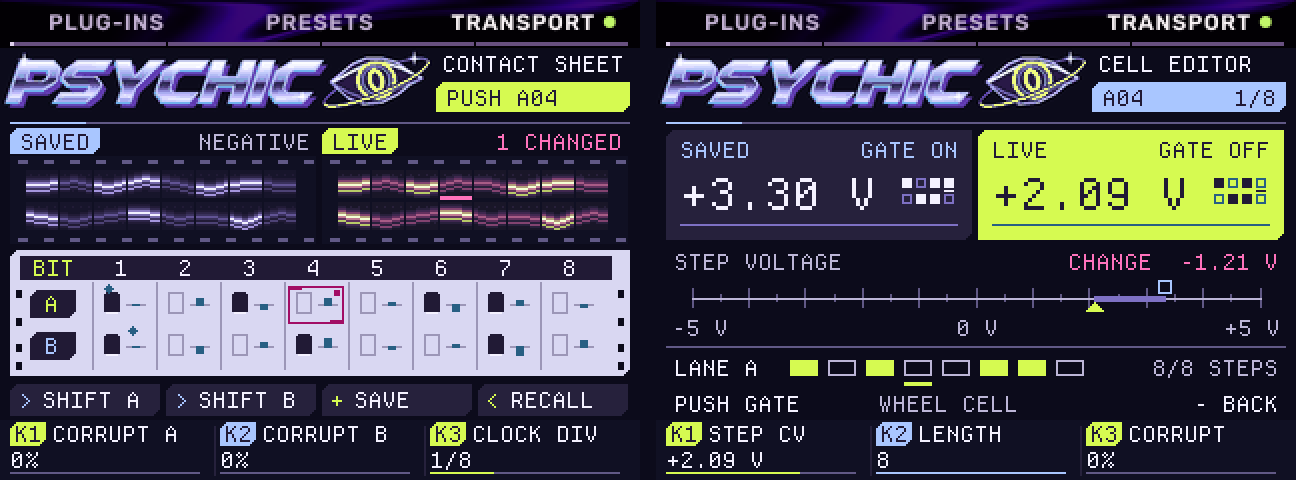 PLUG-INS PRESETS TRANSPORT
PSYCHIC CONTACT SHEET
PUSH A04
SAVED NEGATIVE LIVE 1 CHANGED
BIT 1 2 3 4 5 6 7 8
A
B
> SHIFT A > SHIFT B + SAVE < RECALL
K1 CORRUPT A K2 CORRUPT B K3 CLOCK DIV
0% 0% 1/8
PLUG-INS PRESETS TRANSPORT
PSYCHIC CELL EDITOR
A04 1/8
SAVED GATE ON LIVE GATE OFF
+3.30 V +2.09 V
STEP VOLTAGE CHANGE -1.21 V
-5 V 0 V +5 V
LANE A 8/8 STEPS
PUSH GATE WHEEL CELL - BACK
K1 STEP CV K2 LENGTH K3 CORRUPT
+2.09 V 8 0%